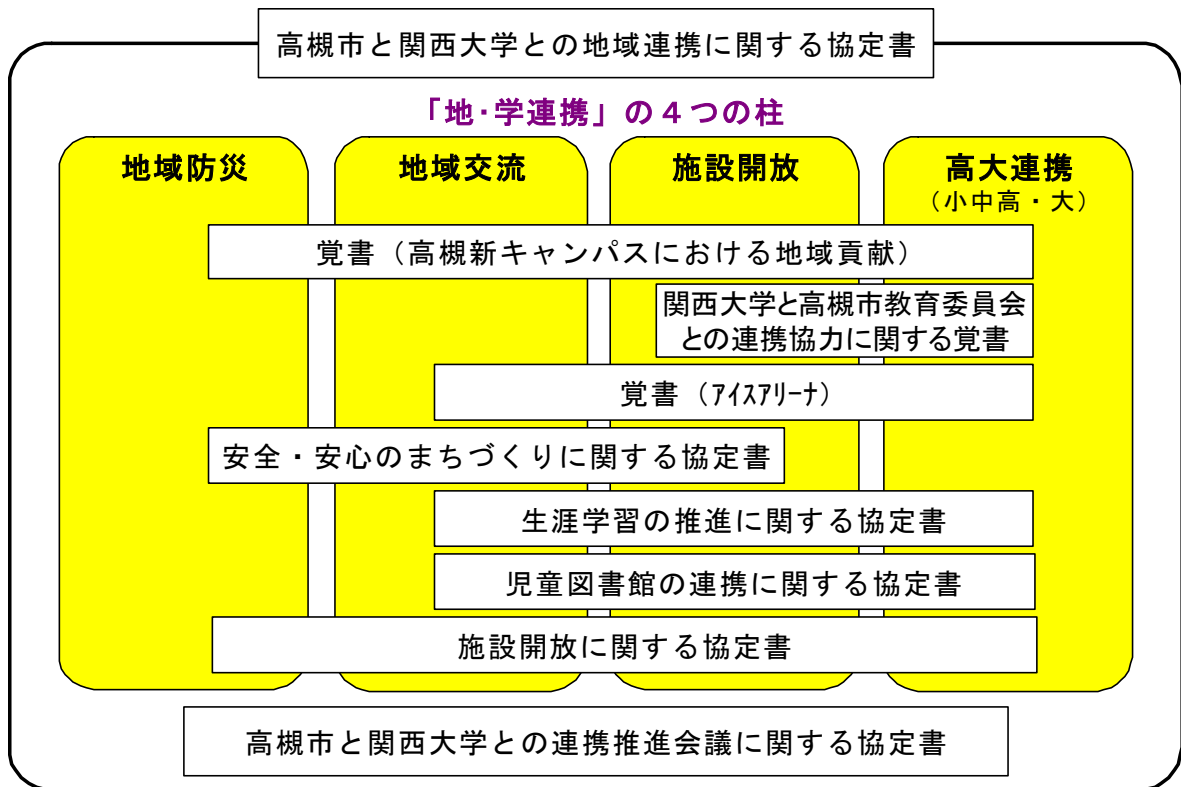 高槻市と関西大学との地域連携に関する協定書
「地･学連携」の４つの柱
地域防災
地域交流
施設開放
高大連携
（小中高・大）
覚書（高槻新キャンパスにおける地域貢献）
関西大学と高槻市教育委員会
との連携協力に関する覚書
覚書（ｱｲｽｱﾘｰﾅ）
安全・安心のまちづくりに関する協定書
生涯学習の推進に関する協定書
児童図書館の連携に関する協定書
施設開放に関する協定書
高槻市と関西大学との連携推進会議に関する協定書